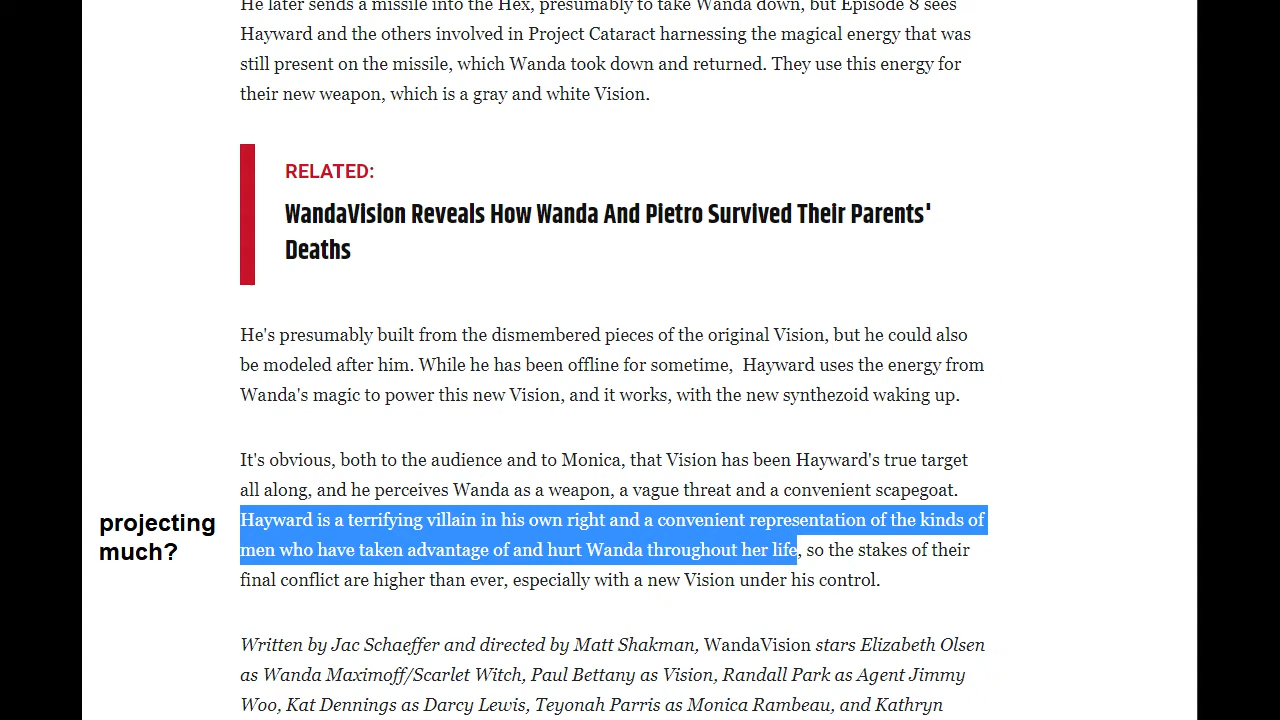 He later sends a missile into the Hex, presumably to take Wanda down, but Episode 8 sees
Hayward and the others involved in Project Cataract harnessing the magical energy that was
still present on the missile, which Wanda took down and returned. They use this energy for
their new weapon, which is a gray and white Vision.
RELATED:
WandaVision Reveals How Wanda And Pietro Survived Their Parents'
Deaths
He's presumably built from the dismembered pieces of the original Vision, but he could also
be modeled after him. While he has been offline for sometime,  Hayward uses the energy from
Wanda's magic to power this new Vision, and it works, with the new synthezoid waking up.
It's obvious, both to the audience and to Monica, that Vision has been Hayward's true target
all along, and he perceives Wanda as a weapon, a vague threat and a convenient scapegoat.
Hayward is a terrifying villain in his own right and a convenient representation of the kinds of
men who have taken advantage of and hurt Wanda throughout her life, so the stakes of their
final conflict are higher than ever, especially with a new Vision under his control.
projecting
much?
Written by Jac Schaeffer and directed by Matt Shakman, WandaVision stars Elizabeth Olsen
as Wanda Maximoff/Scarlet Witch, Paul Bettany as Vision, Randall Park as Agent Jimmy
Woo, Kat Dennings as Darcy Lewis, Teyonah Parris as Monica Rambeau, and Kathryn